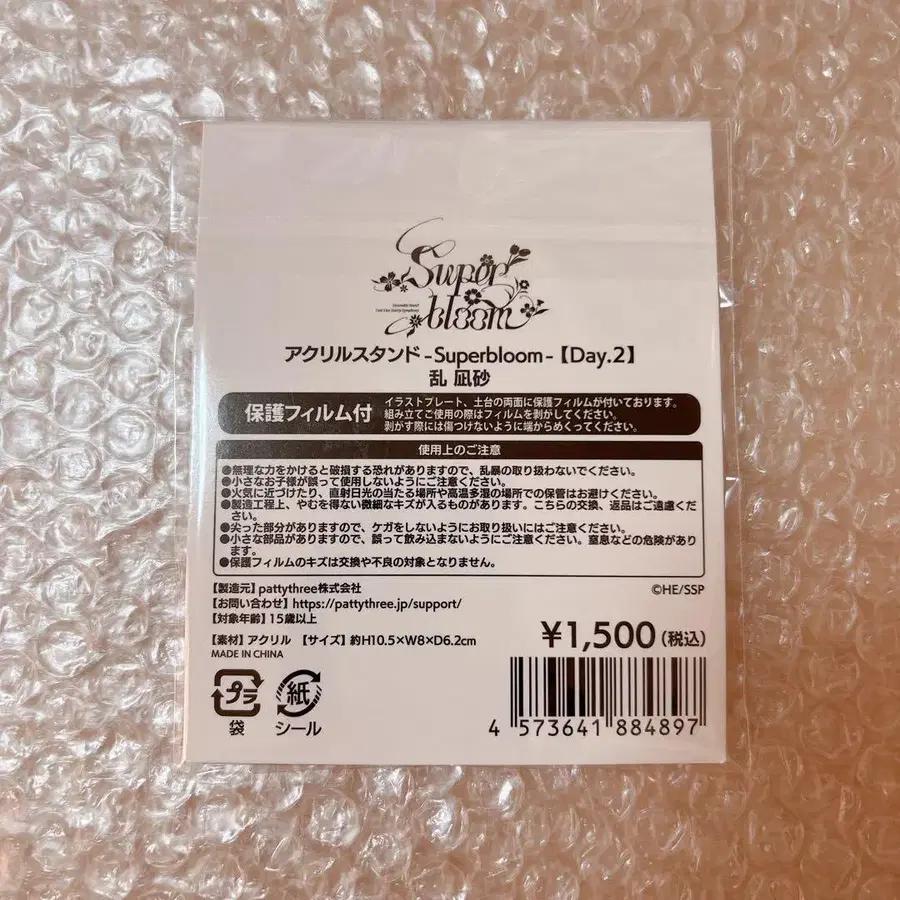 Super
bloom
アクリルスタンド -Superbloom-【Day.2】
乱 凪砂
保護フィルム付
イラストプレート、土台の両面に保護フィルムが付いております。
組み立てご使用の際はフィルムを剥がしてください。
剥がす際には傷つけないように端からめくってください。
使用上のご注意
●無理な力をかけると破損する恐れがありますので、乱暴の取り扱わないでください。
●小さなお子様が誤って使用しないようにご注意ください。
●火気に近づけたり、直射日光の当たる場所や高温多湿の場所での保管はお避けください。
●製造工程上、やむを得ない微細なキズが入るものがあります。こちらの交換、返品はご遠慮くだ
さい。
●尖った部分がありますので、ケガをしないようにお取り扱いにはご注意ください。
●小さな部品がありますので、誤って飲み込まないようにご注意ください。窒息などの危険があり
ます。
●保護フィルムのキズは交換や不良の対象となりません。
【製造元】pattythree株式会社
©HE/SSP
【お問い合わせ】https://pattythree.jp/support/
【対象年齢】15歳以上
【素材】アクリル 【サイズ】約H10.5×W8×D6.2cm
MADE IN CHINA
¥1,500(税込)
プラ
袋
紙
シール
4 573641 884897